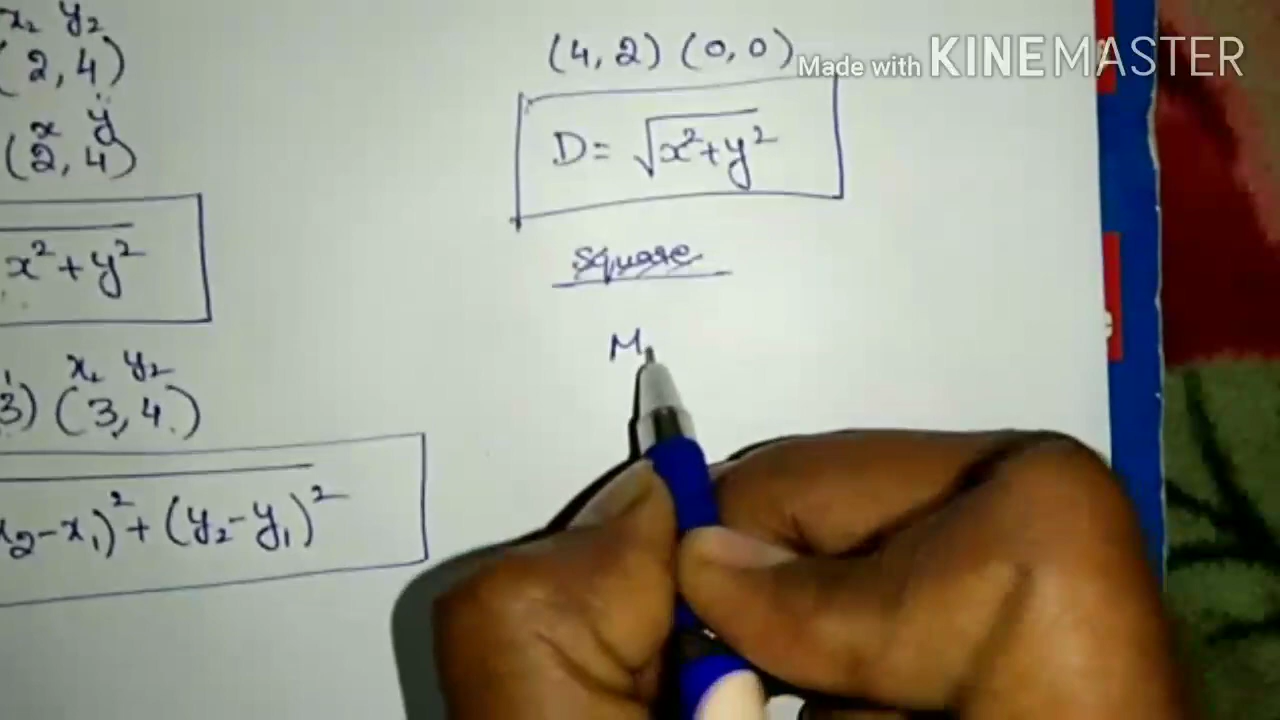 x₂ y₂
(2, 4)
x y
(2, 4)
x² + y²
x₂ y₂
3) (3, 4)
x₂ - x₁)² + (y₂ - y₁)²
(4, 2) (0, 0)
Made with KINEMASTER
D = √x² + y²
Square
M